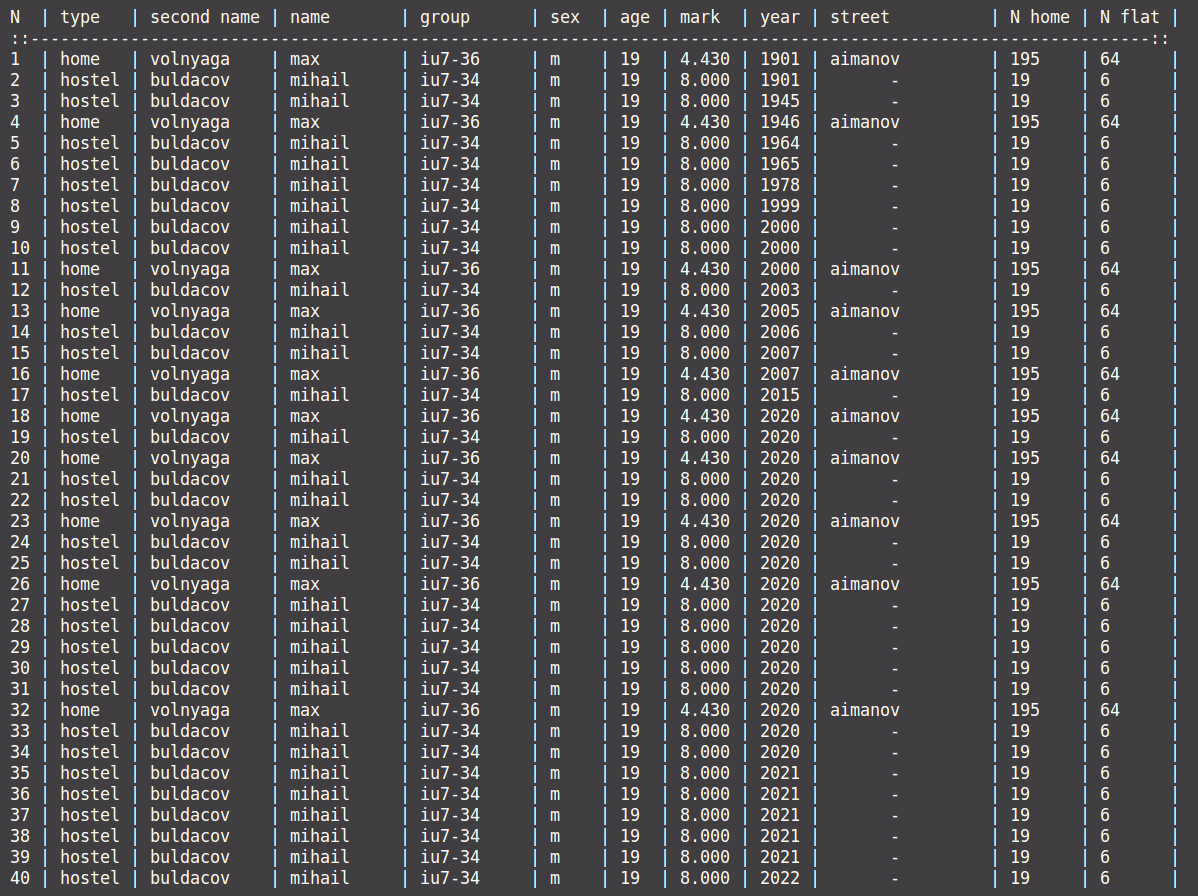 N  | type   | second name | name       | group      | sex  | age | mark  | year | street          | N home | N flat |
::----------------------------------------------------------------------------------------------------------------::
1  | home   | volnyaga    | max        | iu7-36     | m    | 19  | 4.430 | 1901 | aimanov         | 195    | 64     |
2  | hostel | buldacov    | mihail     | iu7-34     | m    | 19  | 8.000 | 1901 |       -         | 19     | 6      |
3  | hostel | buldacov    | mihail     | iu7-34     | m    | 19  | 8.000 | 1945 |       -         | 19     | 6      |
4  | home   | volnyaga    | max        | iu7-36     | m    | 19  | 4.430 | 1946 | aimanov         | 195    | 64     |
5  | hostel | buldacov    | mihail     | iu7-34     | m    | 19  | 8.000 | 1964 |       -         | 19     | 6      |
6  | hostel | buldacov    | mihail     | iu7-34     | m    | 19  | 8.000 | 1965 |       -         | 19     | 6      |
7  | hostel | buldacov    | mihail     | iu7-34     | m    | 19  | 8.000 | 1978 |       -         | 19     | 6      |
8  | hostel | buldacov    | mihail     | iu7-34     | m    | 19  | 8.000 | 1999 |       -         | 19     | 6      |
9  | hostel | buldacov    | mihail     | iu7-34     | m    | 19  | 8.000 | 2000 |       -         | 19     | 6      |
10 | hostel | buldacov    | mihail     | iu7-34     | m    | 19  | 8.000 | 2000 |       -         | 19     | 6      |
11 | home   | volnyaga    | max        | iu7-36     | m    | 19  | 4.430 | 2000 | aimanov         | 195    | 64     |
12 | hostel | buldacov    | mihail     | iu7-34     | m    | 19  | 8.000 | 2003 |       -         | 19     | 6      |
13 | home   | volnyaga    | max        | iu7-36     | m    | 19  | 4.430 | 2005 | aimanov         | 195    | 64     |
14 | hostel | buldacov    | mihail     | iu7-34     | m    | 19  | 8.000 | 2006 |       -         | 19     | 6      |
15 | hostel | buldacov    | mihail     | iu7-34     | m    | 19  | 8.000 | 2007 |       -         | 19     | 6      |
16 | home   | volnyaga    | max        | iu7-36     | m    | 19  | 4.430 | 2007 | aimanov         | 195    | 64     |
17 | hostel | buldacov    | mihail     | iu7-34     | m    | 19  | 8.000 | 2015 |       -         | 19     | 6      |
18 | home   | volnyaga    | max        | iu7-36     | m    | 19  | 4.430 | 2020 | aimanov         | 195    | 64     |
19 | hostel | buldacov    | mihail     | iu7-34     | m    | 19  | 8.000 | 2020 |       -         | 19     | 6      |
20 | home   | volnyaga    | max        | iu7-36     | m    | 19  | 4.430 | 2020 | aimanov         | 195    | 64     |
21 | hostel | buldacov    | mihail     | iu7-34     | m    | 19  | 8.000 | 2020 |       -         | 19     | 6      |
22 | hostel | buldacov    | mihail     | iu7-34     | m    | 19  | 8.000 | 2020 |       -         | 19     | 6      |
23 | home   | volnyaga    | max        | iu7-36     | m    | 19  | 4.430 | 2020 | aimanov         | 195    | 64     |
24 | hostel | buldacov    | mihail     | iu7-34     | m    | 19  | 8.000 | 2020 |       -         | 19     | 6      |
25 | hostel | buldacov    | mihail     | iu7-34     | m    | 19  | 8.000 | 2020 |       -         | 19     | 6      |
26 | home   | volnyaga    | max        | iu7-36     | m    | 19  | 4.430 | 2020 | aimanov         | 195    | 64     |
27 | hostel | buldacov    | mihail     | iu7-34     | m    | 19  | 8.000 | 2020 |       -         | 19     | 6      |
28 | hostel | buldacov    | mihail     | iu7-34     | m    | 19  | 8.000 | 2020 |       -         | 19     | 6      |
29 | hostel | buldacov    | mihail     | iu7-34     | m    | 19  | 8.000 | 2020 |       -         | 19     | 6      |
30 | hostel | buldacov    | mihail     | iu7-34     | m    | 19  | 8.000 | 2020 |       -         | 19     | 6      |
31 | hostel | buldacov    | mihail     | iu7-34     | m    | 19  | 8.000 | 2020 |       -         | 19     | 6      |
32 | home   | volnyaga    | max        | iu7-36     | m    | 19  | 4.430 | 2020 | aimanov         | 195    | 64     |
33 | hostel | buldacov    | mihail     | iu7-34     | m    | 19  | 8.000 | 2020 |       -         | 19     | 6      |
34 | hostel | buldacov    | mihail     | iu7-34     | m    | 19  | 8.000 | 2020 |       -         | 19     | 6      |
35 | hostel | buldacov    | mihail     | iu7-34     | m    | 19  | 8.000 | 2021 |       -         | 19     | 6      |
36 | hostel | buldacov    | mihail     | iu7-34     | m    | 19  | 8.000 | 2021 |       -         | 19     | 6      |
37 | hostel | buldacov    | mihail     | iu7-34     | m    | 19  | 8.000 | 2021 |       -         | 19     | 6      |
38 | hostel | buldacov    | mihail     | iu7-34     | m    | 19  | 8.000 | 2021 |       -         | 19     | 6      |
39 | hostel | buldacov    | mihail     | iu7-34     | m    | 19  | 8.000 | 2021 |       -         | 19     | 6      |
40 | hostel | buldacov    | mihail     | iu7-34     | m    | 19  | 8.000 | 2022 |       -         | 19     | 6      |